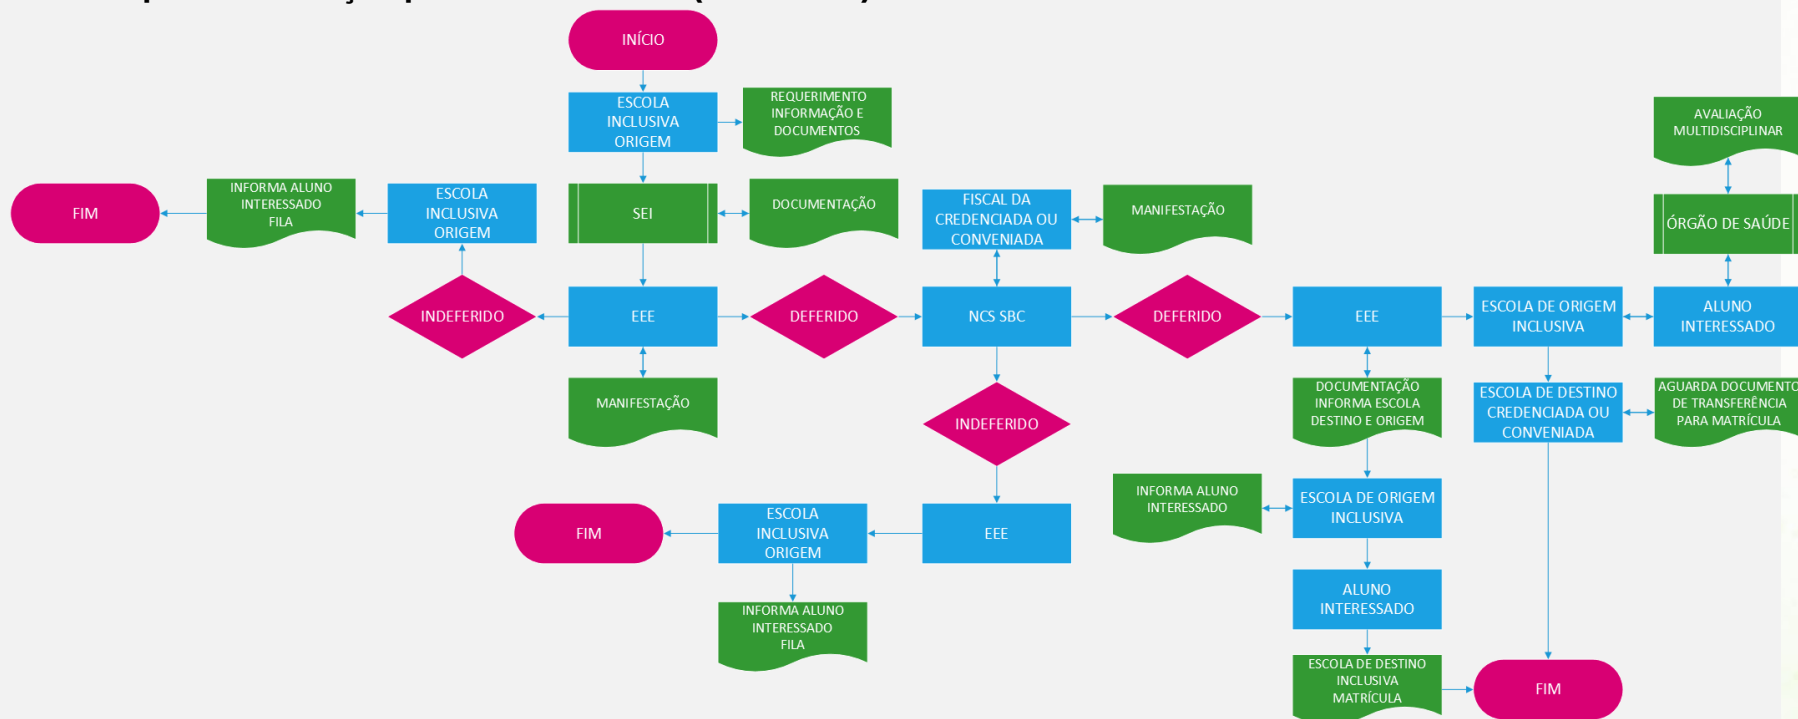 INÍCIO
ESCOLA
INCLUSIVA
ORIGEM
REQUERIMENTO
INFORMAÇÃO E
DOCUMENTOS
AVALIAÇÃO
MULTIDISCIPLINAR
FIM
INFORMA ALUNO
INTERESSADO
FILA
ESCOLA
INCLUSIVA
ORIGEM
SEI
DOCUMENTAÇÃO
FISCAL DA
CREDENCIADA OU
CONVENIADA
MANIFESTAÇÃO
ÓRGÃO DE SAÚDE
INDEFERIDO
EEE
DEFERIDO
NCS SBC
DEFERIDO
EEE
ESCOLA DE ORIGEM
INCLUSIVA
ALUNO
INTERESSADO
MANIFESTAÇÃO
INDEFERIDO
DOCUMENTAÇÃO
INFORMA ESCOLA
DESTINO E ORIGEM
ESCOLA DE DESTINO
CREDENCIADA OU
CONVENIADA
AGUARDA DOCUMENTO
DE TRANSFERÊNCIA
PARA MATRÍCULA
FIM
ESCOLA
INCLUSIVA
ORIGEM
EEE
INFORMA ALUNO
INTERESSADO
ESCOLA DE ORIGEM
INCLUSIVA
INFORMA ALUNO
INTERESSADO
FILA
ALUNO
INTERESSADO
ESCOLA DE DESTINO
INCLUSIVA
MATRÍCULA
FIM